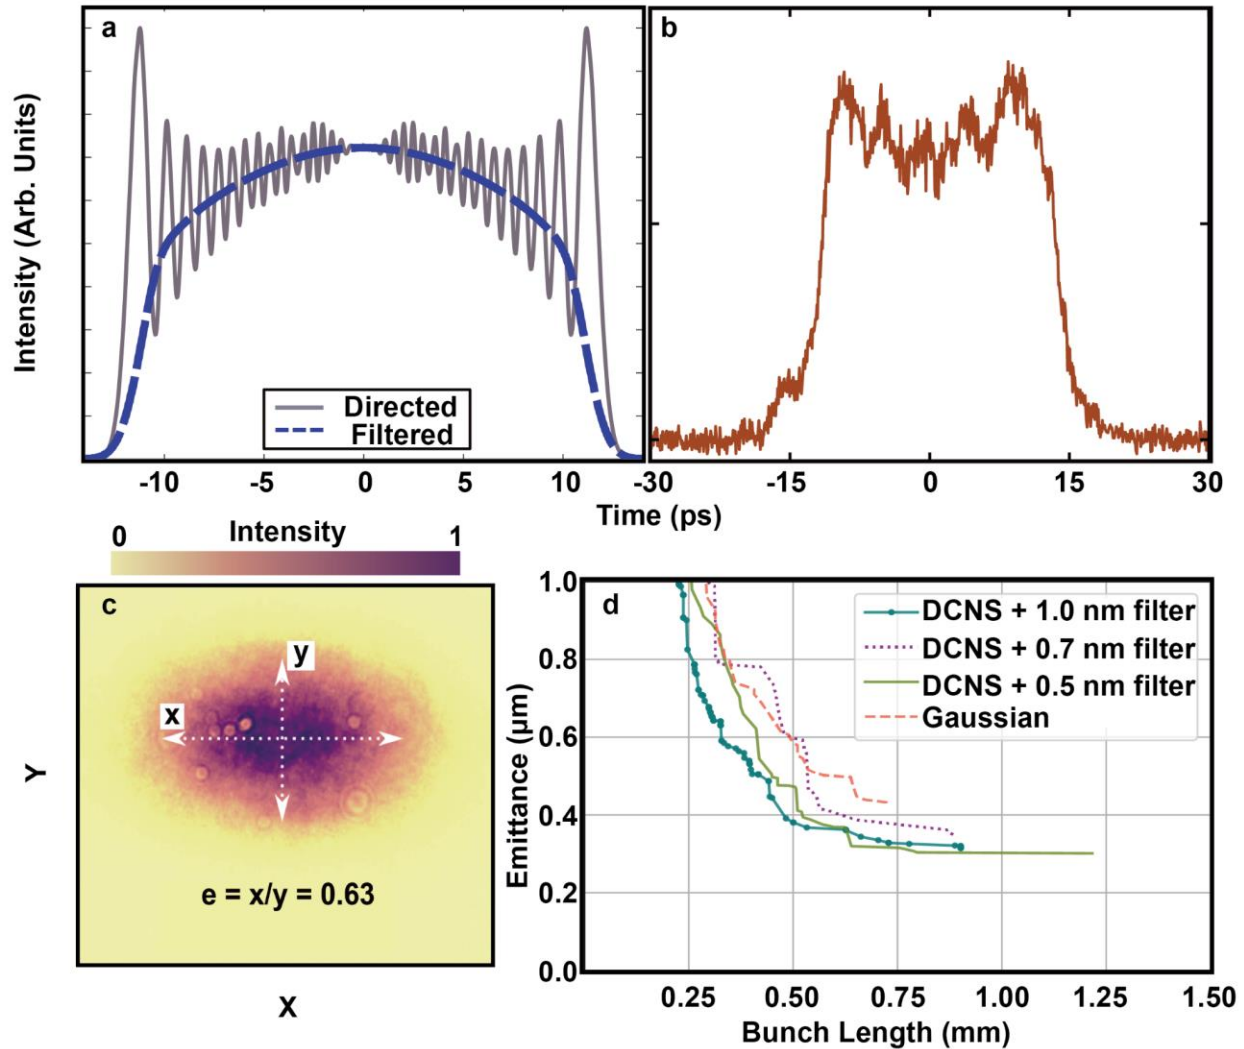 a
b
Intensity (Arb. Units)
Directed
Filtered
-10 -5 0 5 10
-30 -15 0 15 30
Time (ps)
0 Intensity 1
c
y
x
Y
e = x/y = 0.63
X
d
DCNS + 1.0 nm filter
DCNS + 0.7 nm filter
DCNS + 0.5 nm filter
Gaussian
Emittance (µm)
1.0
0.8
0.6
0.4
0.2
0.0
0.25 0.50 0.75 1.00 1.25 1.50
Bunch Length (mm)